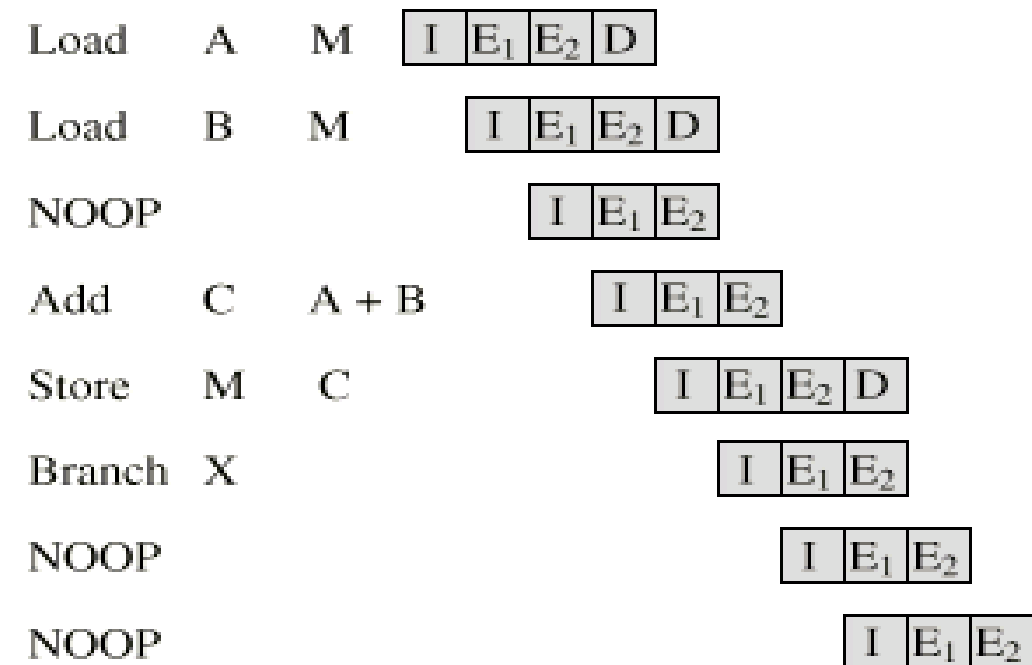 Load A M I E₁ E₂ D
Load B M I E₁ E₂ D
NOOP I E₁ E₂
Add C A + B I E₁ E₂
Store M C I E₁ E₂ D
Branch X I E₁ E₂
NOOP I E₁ E₂
NOOP I E₁ E₂